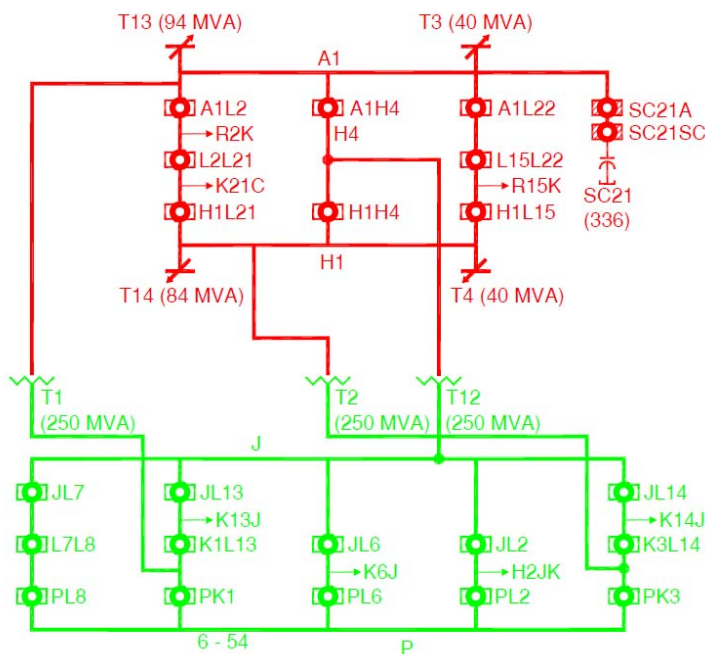 T13 (94 MVA)
T3 (40 MVA)
A1
A1L2
A1H4
A1L22
SC21A
R2K
H4
SC21SC
L2L21
L15L22
K21C
R15K
SC21
(336)
H1L21
H1H4
H1L15
H1
T14 (84 MVA)
T4 (40 MVA)
T1
(250 MVA)
T2
(250 MVA)
T12
(250 MVA)
J
JL7
JL13
JL14
K13J
K14J
L7L8
K1L13
JL6
JL2
K3L14
K6J
H2JK
PL8
PK1
PL6
PL2
PK3
6 - 54
P